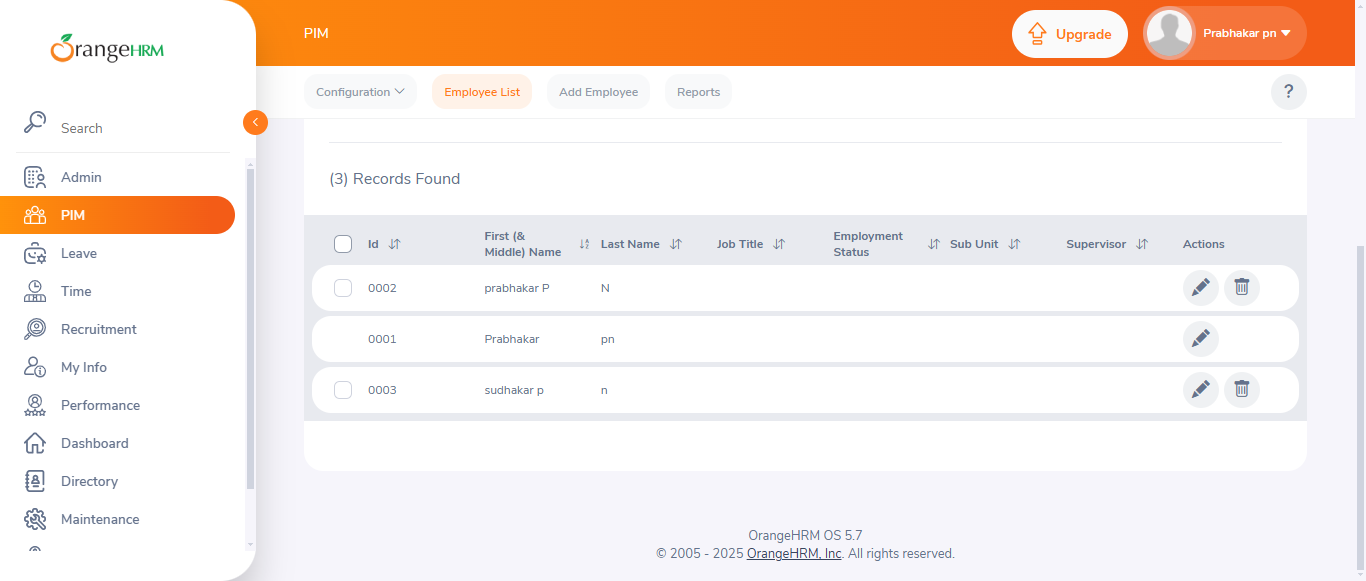 OrangeHRM
PIM
Upgrade
Prabhakar pn
Search
Configuration
Employee List
Add Employee
Reports
?
Admin
PIM
Leave
Time
Recruitment
My Info
Performance
Dashboard
Directory
Maintenance
(3) Records Found
Id First (& Middle) Name Last Name Job Title Employment Status Sub Unit Supervisor Actions
0002 prabhakar P N
0001 Prabhakar pn
0003 sudhakar p n
OrangeHRM OS 5.7
© 2005 - 2025 OrangeHRM, Inc. All rights reserved.